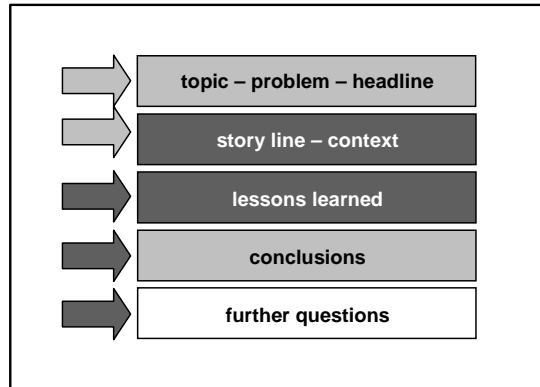 topic – problem – headline
story line – context
lessons learned
conclusions
further questions